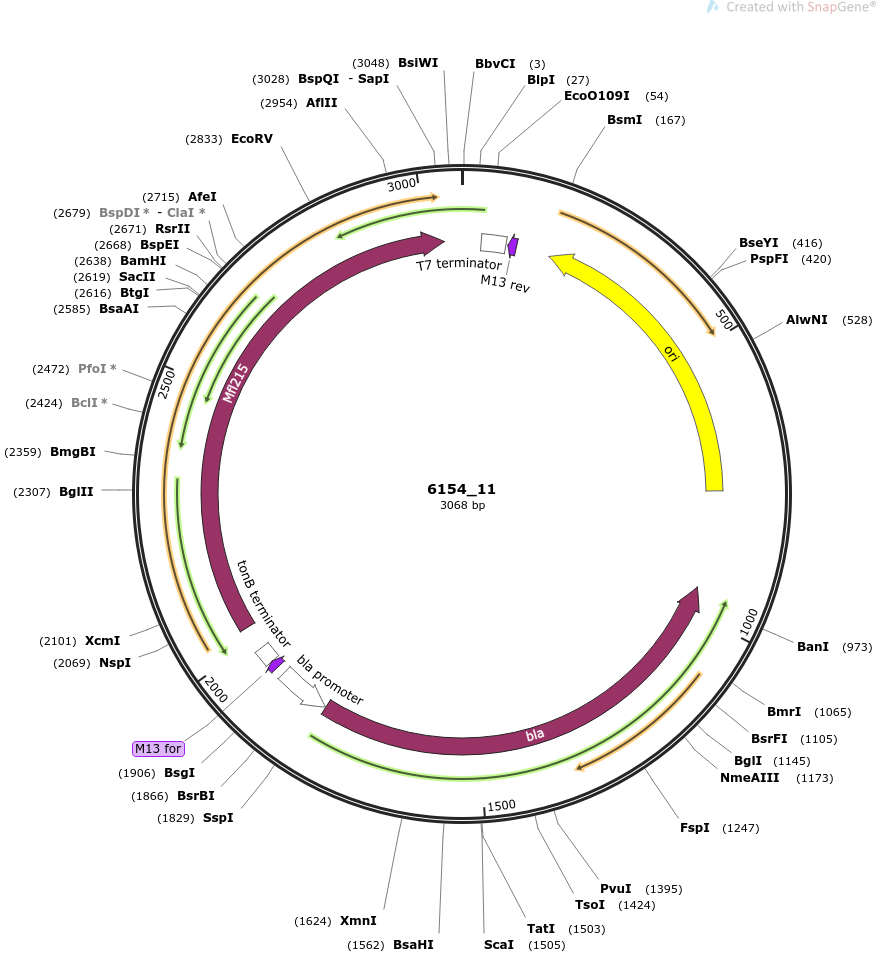 Created with SnapGene®
(3048) BsiWI
BbvCI (3)
(3028) BspQI - SapI
BlpI (27)
(2954) AflII
EcoO109I (54)
BsmI (167)
(2833) EcoRV
3000
(2715) AfeI
(2679) BspDI * - ClaI *
(2671) RsrII
(2668) BspEI
(2638) BamHI
(2619) SacII
(2616) BtgI
(2585) BsaAI
BseYI (416)
PspFI (420)
T7 terminator
M13 rev
500
AlwNI (528)
ori
(2472) PfoI *
2500
Mfl215
(2424) BclI *
(2359) BmgBI
(2307) BglII
6154_11
3068 bp
tonB terminator
1000
(2101) XcmI
(2069) NspI
BanI (973)
2000
bla promoter
BmrI (1065)
bla
M13 for
BsrFI (1105)
BglI (1145)
(1906) BsgI
NmeAIII (1173)
(1866) BsrBI
1500
(1829) SspI
FspI (1247)
PvuI (1395)
TsoI (1424)
(1624) XmnI
TatI (1503)
(1562) BsaHI
ScaI (1505)